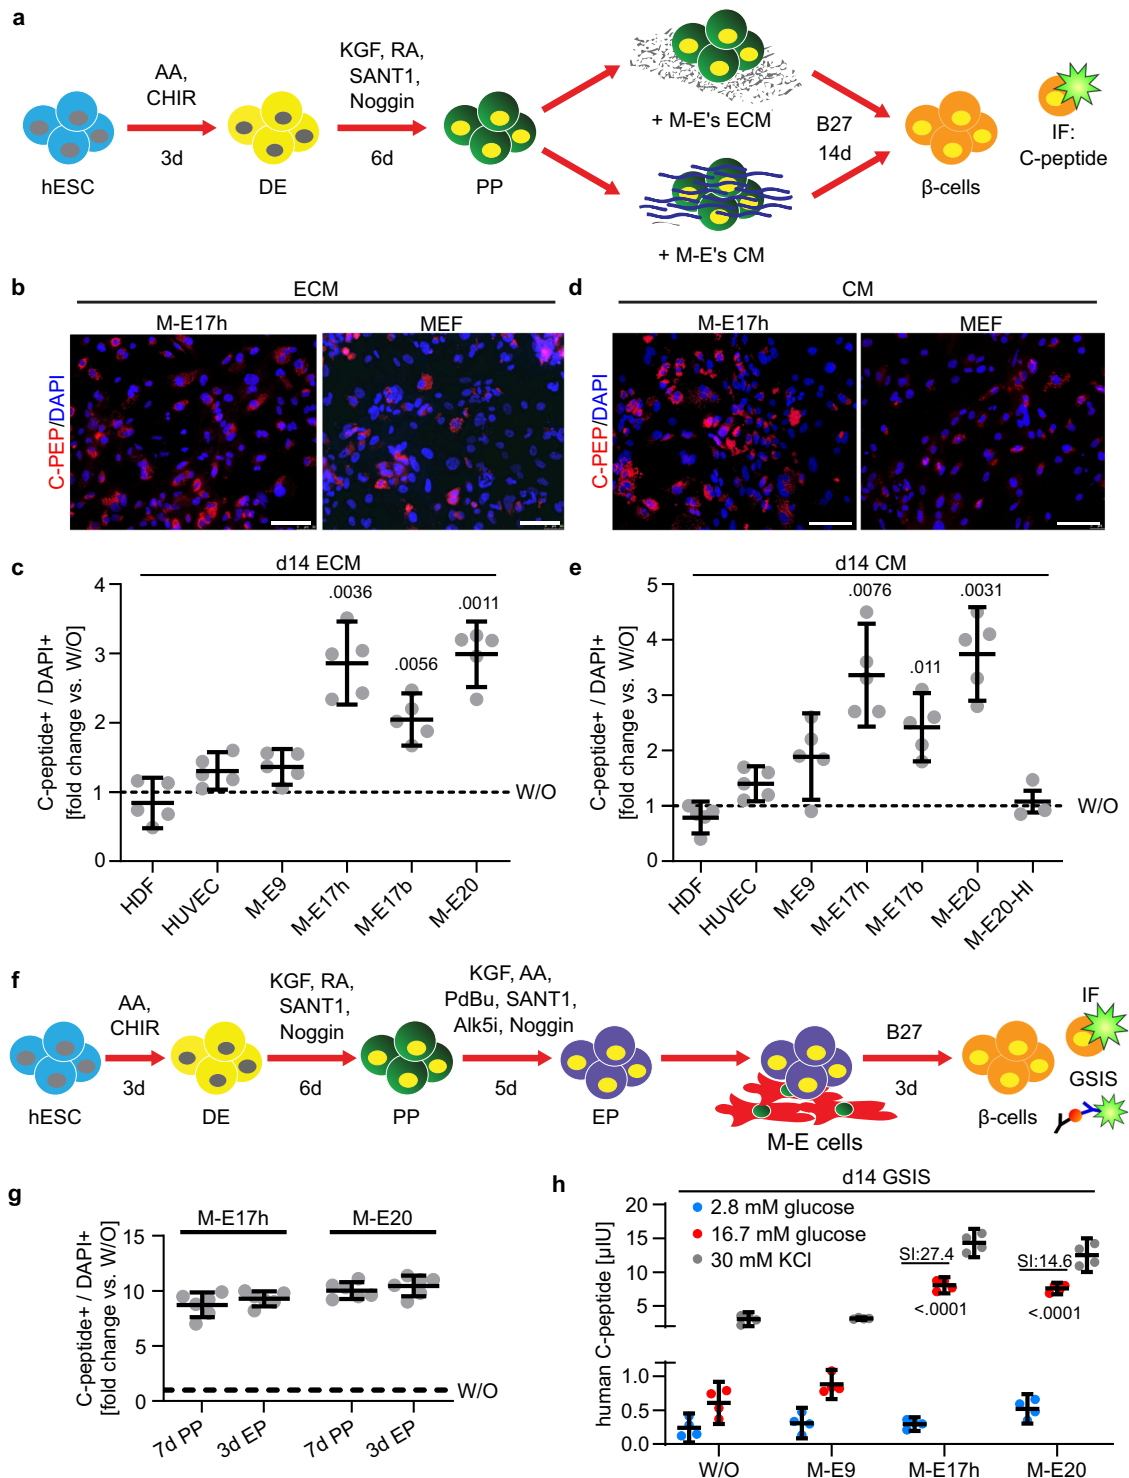 a
AA,
CHIR
3d
hESC
DE
KGF, RA,
SANT1,
Noggin
6d
PP
+ M-E's ECM
+ M-E's CM
B27
14d
β-cells
IF:
C-peptide
b
ECM
M-E17h
MEF
C-PEP/DAPI
d
CM
M-E17h
MEF
C-PEP/DAPI
c
d14 ECM
C-peptide+ / DAPI+
[fold change vs. W/O]
4
3
2
1
0
.0036
.0056
.0011
W/O
HDF
HUVEC
M-E9
M-E17h
M-E17b
M-E20
e
d14 CM
C-peptide+ / DAPI+
[fold change vs. W/O]
5
4
3
2
1
0
.0076
.011
.0031
W/O
HDF
HUVEC
M-E9
M-E17h
M-E17b
M-E20
M-E20-HI
f
AA,
CHIR
3d
hESC
DE
KGF, RA,
SANT1,
Noggin
6d
PP
KGF, AA,
PdBu, SANT1,
Alk5i, Noggin
5d
EP
M-E cells
B27
3d
β-cells
IF
GSIS
g
M-E17h
M-E20
C-peptide+ / DAPI+
[fold change vs. W/O]
15
10
5
0
W/O
7d PP
3d EP
7d PP
3d EP
h
d14 GSIS
2.8 mM glucose
16.7 mM glucose
30 mM KCl
human C-peptide [µIU]
20
15
10
5
1.0
0.5
0.0
SI:27.4
<.0001
SI:14.6
<.0001
W/O
M-E9
M-E17h
M-E20